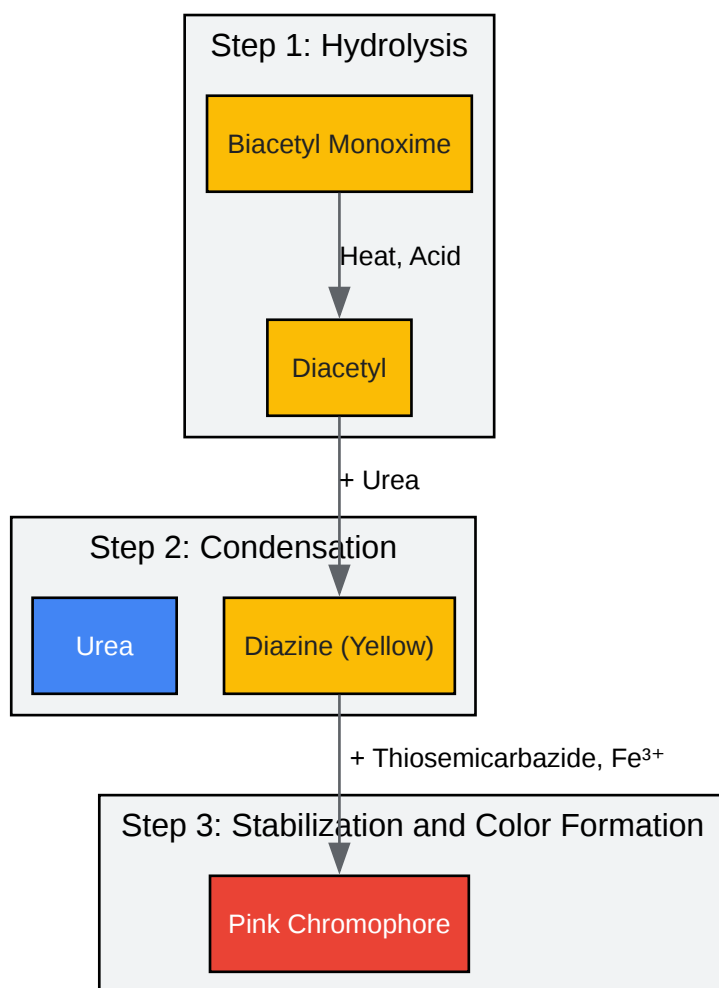 Step 1: Hydrolysis
Biacetyl Monoxime
Heat, Acid
Diacetyl
+ Urea
Step 2: Condensation
Urea
Diazine (Yellow)
+ Thiosemicarbazide, Fe³⁺
Step 3: Stabilization and Color Formation
Pink Chromophore